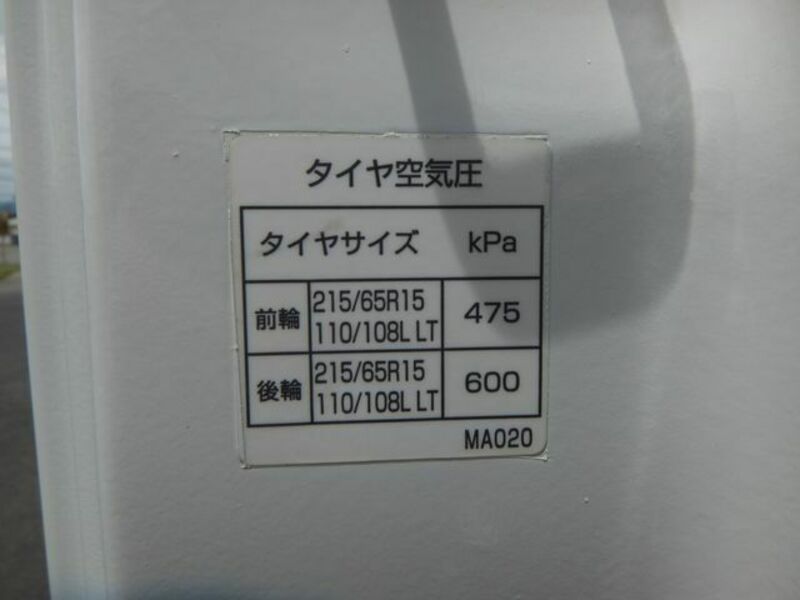 タイヤ空気圧
タイヤサイズ kPa
前輪 215/65R15 110/108L LT 475
後輪 215/65R15 110/108L LT 600
MA020